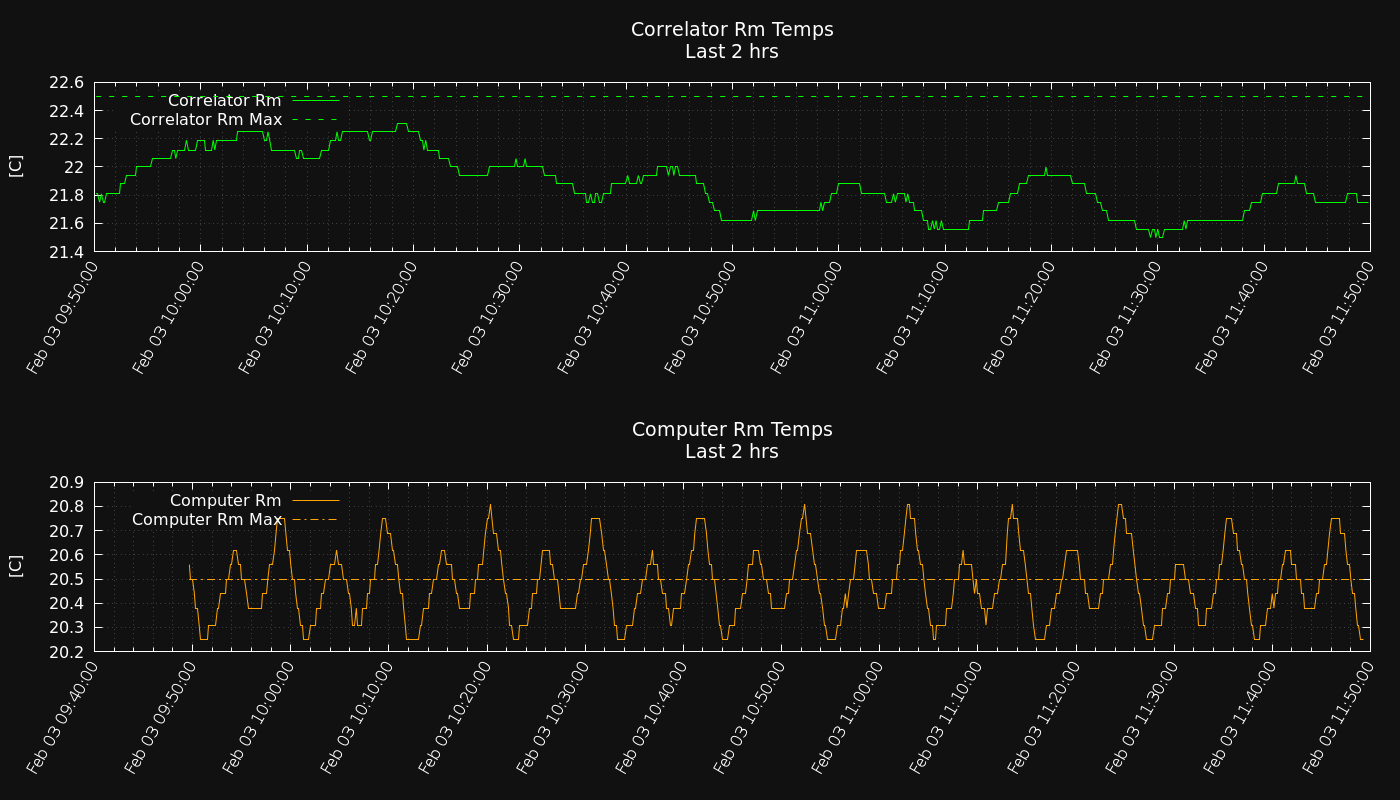 Correlator Rm Temps
Last 2 hrs
22.6
22.4
22.2
22
21.8
21.6
21.4
[C]
Correlator Rm
Correlator Rm Max
Feb 03 09:50:00
Feb 03 10:00:00
Feb 03 10:10:00
Feb 03 10:20:00
Feb 03 10:30:00
Feb 03 10:40:00
Feb 03 10:50:00
Feb 03 11:00:00
Feb 03 11:10:00
Feb 03 11:20:00
Feb 03 11:30:00
Feb 03 11:40:00
Feb 03 11:50:00
Computer Rm Temps
Last 2 hrs
20.9
20.8
20.7
20.6
20.5
20.4
20.3
20.2
[C]
Computer Rm
Computer Rm Max
Feb 03 09:40:00
Feb 03 09:50:00
Feb 03 10:00:00
Feb 03 10:10:00
Feb 03 10:20:00
Feb 03 10:30:00
Feb 03 10:40:00
Feb 03 10:50:00
Feb 03 11:00:00
Feb 03 11:10:00
Feb 03 11:20:00
Feb 03 11:30:00
Feb 03 11:40:00
Feb 03 11:50:00